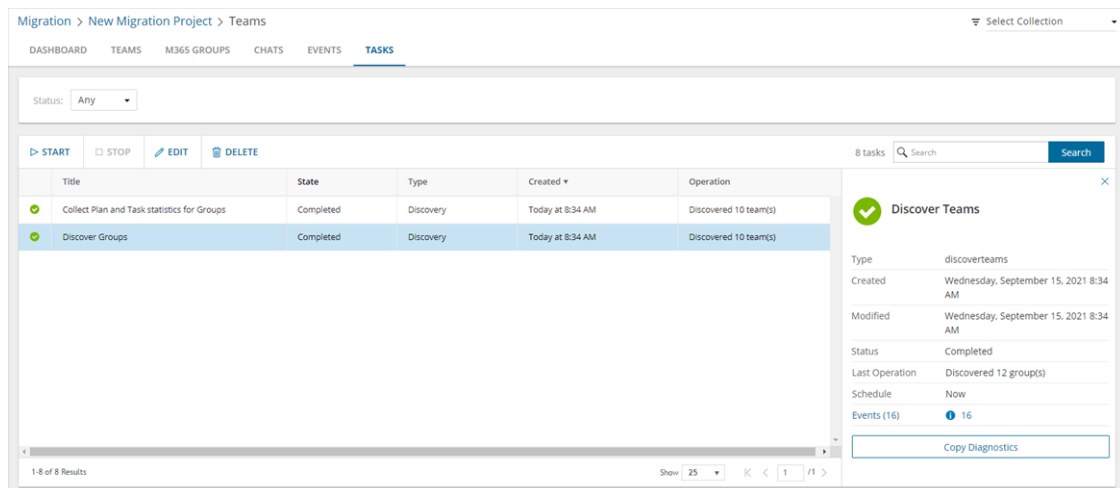 Migration > New Migration Project > Teams
Select Collection
DASHBOARD TEAMS M365 GROUPS CHATS EVENTS TASKS
Status: Any
START STOP EDIT DELETE
8 tasks Search Search
Title State Type Created Operation
Collect Plan and Task statistics for Groups Completed Discovery Today at 8:34 AM Discovered 10 team(s)
Discover Groups Completed Discovery Today at 8:34 AM Discovered 10 team(s)
Discover Teams
Type discoverteams
Created Wednesday, September 15, 2021 8:34
AM
Modified Wednesday, September 15, 2021 8:34
AM
Status Completed
Last Operation Discovered 12 group(s)
Schedule Now
Events (16) 16
Copy Diagnostics
1-8 of 8 Results
Show 25 1 /1